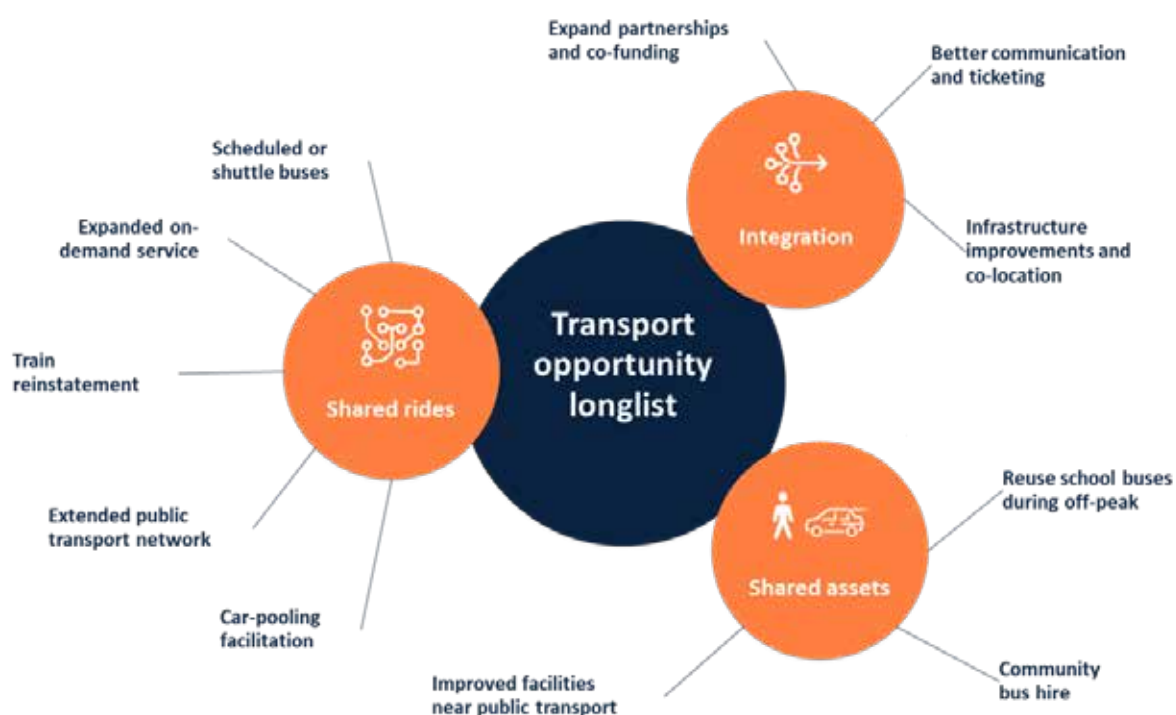 Expand partnerships
and co-funding
Better communication
and ticketing
Integration
Infrastructure
improvements and
co-location
Scheduled or
shuttle buses
Expanded on-
demand service
Train
reinstatement
Shared rides
Extended public
transport network
Car-pooling
facilitation
Transport
opportunity
longlist
Reuse school buses
during off-peak
Shared assets
Community
bus hire
Improved facilities
near public transport